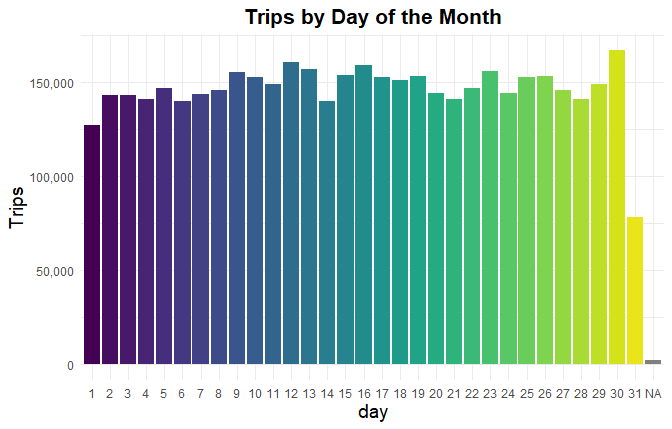 Trips by Day of the Month
Trips
150,000
100,000
50,000
0
1 2 3 4 5 6 7 8 9 10 11 12 13 14 15 16 17 18 19 20 21 22 23 24 25 26 27 28 29 30 31 NA
day